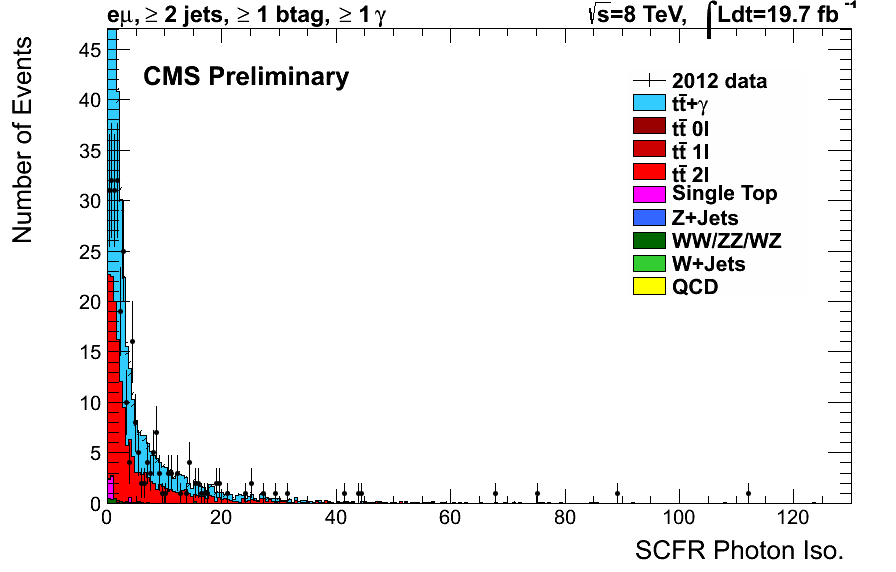 eμ, ≥ 2 jets, ≥ 1 btag, ≥ 1 γ
√s=8 TeV, ∫Ldt=19.7 fb⁻¹
CMS Preliminary
Number of Events
45
40
35
30
25
20
15
10
5
0
2012 data
tt̄+γ
tt̄ 0l
tt̄ 1l
tt̄ 2l
Single Top
Z+Jets
WW/ZZ/WZ
W+Jets
QCD
0 20 40 60 80 100 120
SCFR Photon Iso.